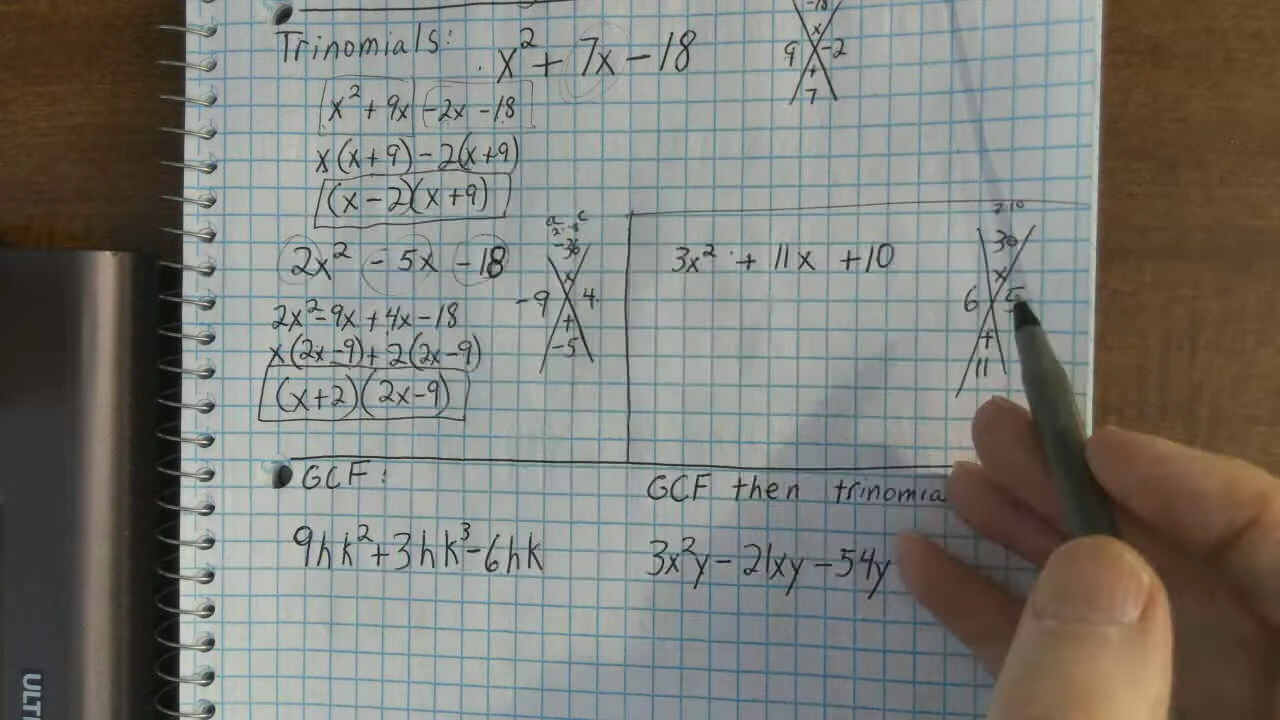 Trinomials: x² + 7x - 18
-18
x
9 -2
+
7
x² + 9x - 2x - 18
x(x + 9) - 2(x+9)
(x - 2)(x + 9)
2x² - 5x - 18
a c
-36
x
-9 4
+
-5
2x² - 9x + 4x - 18
x(2x - 9) + 2(2x - 9)
(x + 2)(2x - 9)
3x² + 11x + 10
30
x
6 5
+
11
GCF:
9hk² + 3hk³ - 6hk
GCF then trinomia
3x²y - 21xy - 54y
ULT